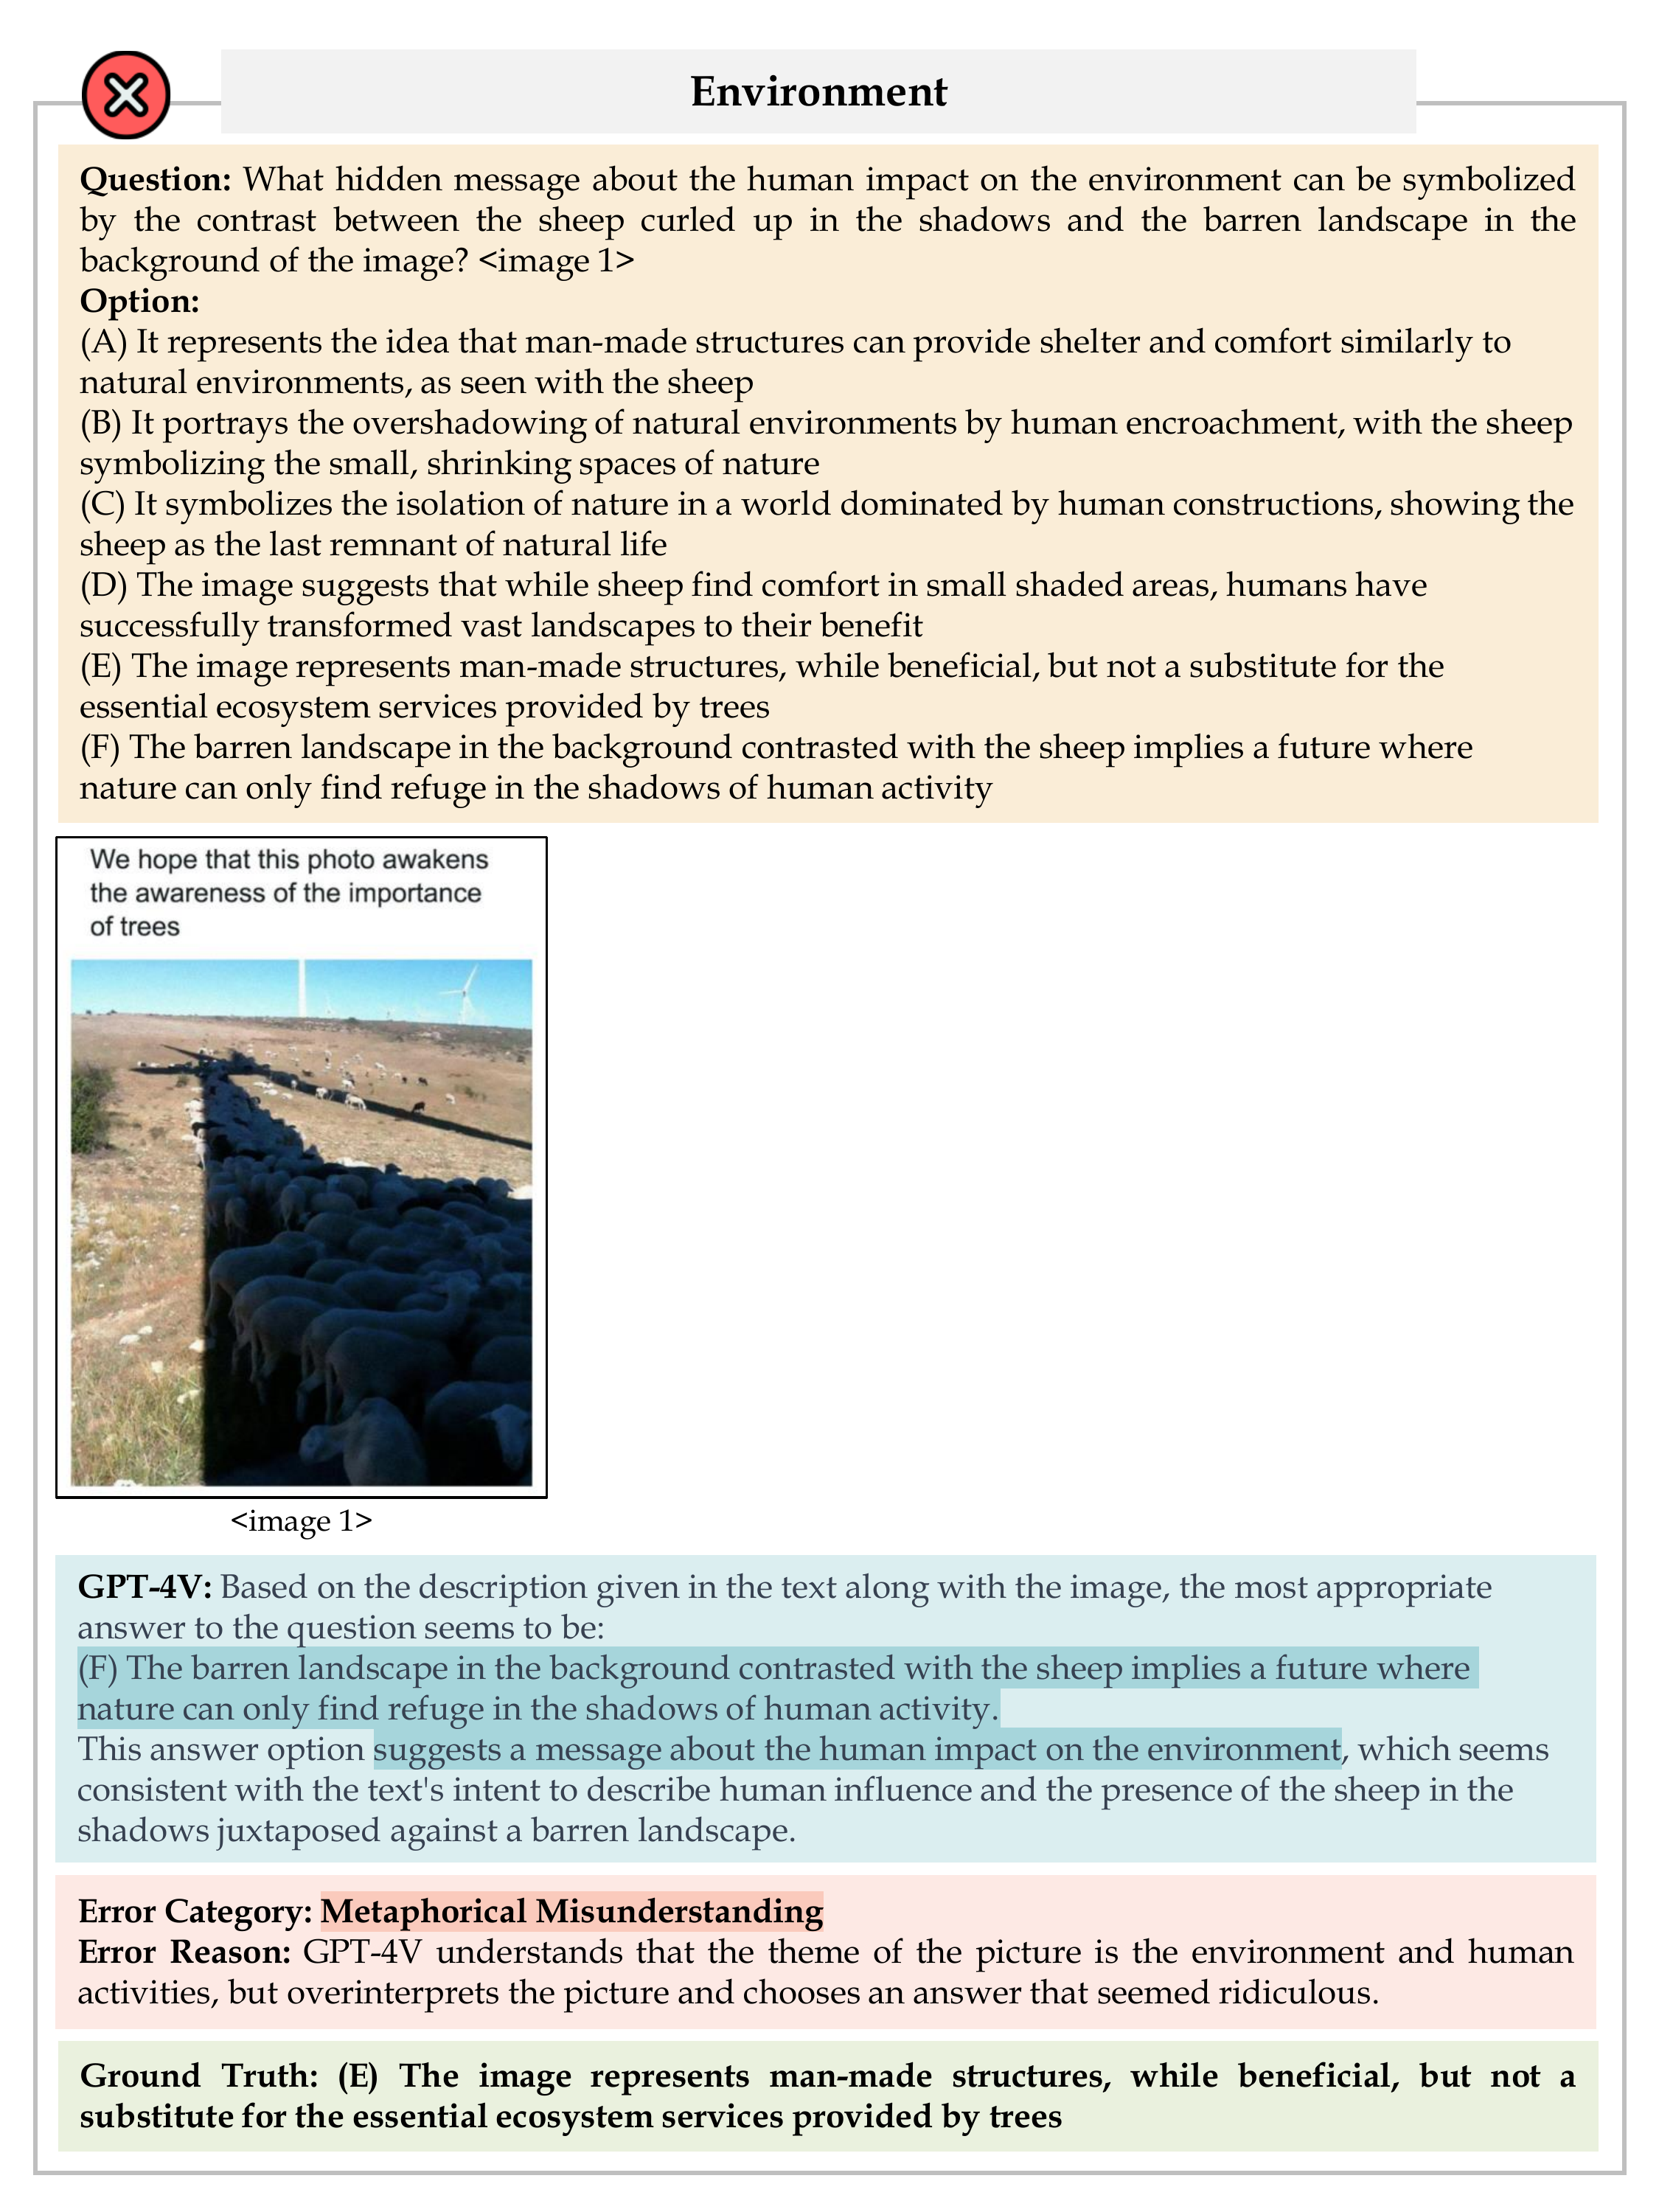 Environment
Question: What hidden message about the human impact on the environment can be symbolized
by the contrast between the sheep curled up in the shadows and the barren landscape in the
background of the image? <image 1>
Option:
(A) It represents the idea that man-made structures can provide shelter and comfort similarly to
natural environments, as seen with the sheep
(B) It portrays the overshadowing of natural environments by human encroachment, with the sheep
symbolizing the small, shrinking spaces of nature
(C) It symbolizes the isolation of nature in a world dominated by human constructions, showing the
sheep as the last remnant of natural life
(D) The image suggests that while sheep find comfort in small shaded areas, humans have
successfully transformed vast landscapes to their benefit
(E) The image represents man-made structures, while beneficial, but not a substitute for the
essential ecosystem services provided by trees
(F) The barren landscape in the background contrasted with the sheep implies a future where
nature can only find refuge in the shadows of human activity
We hope that this photo awakens
the awareness of the importance
of trees
<image 1>
GPT-4V: Based on the description given in the text along with the image, the most appropriate
answer to the question seems to be:
(F) The barren landscape in the background contrasted with the sheep implies a future where
nature can only find refuge in the shadows of human activity.
This answer option suggests a message about the human impact on the environment, which seems
consistent with the text's intent to describe human influence and the presence of the sheep in the
shadows juxtaposed against a barren landscape.
Error Category: Metaphorical Misunderstanding
Error Reason: GPT-4V understands that the theme of the picture is the environment and human
activities, but overinterprets the picture and chooses an answer that seemed ridiculous.
Ground Truth: (E) The image represents man-made structures, while beneficial, but not a
substitute for the essential ecosystem services provided by trees